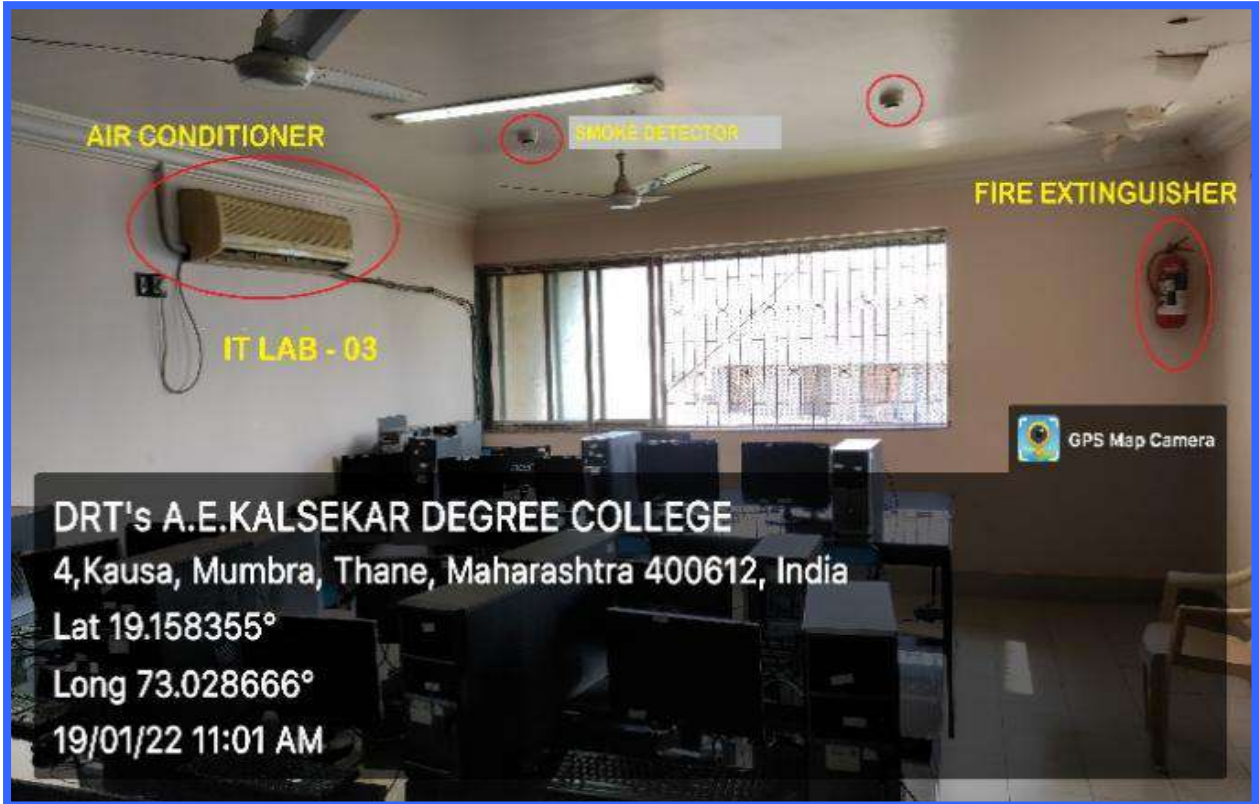 AIR CONDITIONER
SMOKE DETECTOR
FIRE EXTINGUISHER
IT LAB - 03
GPS Map Camera
DRT's A.E.KALSEKAR DEGREE COLLEGE
4,Kausa, Mumbra, Thane, Maharashtra 400612, India
Lat 19.158355°
Long 73.028666°
19/01/22 11:01 AM